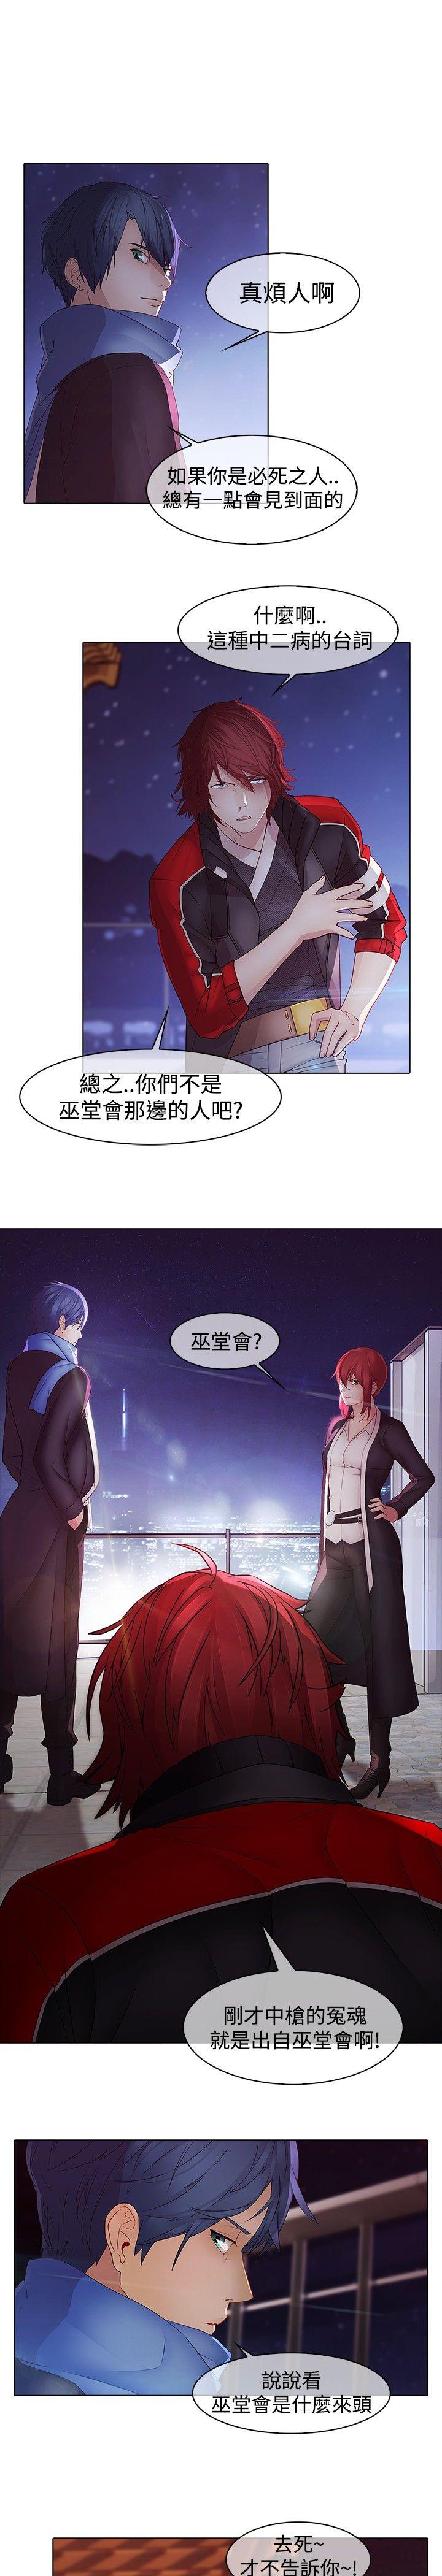 真煩人啊
如果你是必死之人..
總有一點會見到面的
什麼啊..
這種中二病的台詞
總之..你們不是
巫堂會那邊的人吧?
巫堂會?
剛才中槍的冤魂
就是出自巫堂會啊!
說說看
巫堂會是什麼來頭
去死~
才不告訴你~!